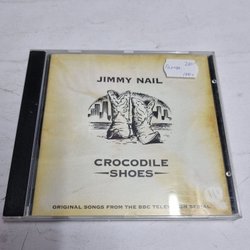 JIMMY NAIL
CROCODILE
SHOES
ORIGINAL SONGS FROM THE BBC TELEVISION SERIAL